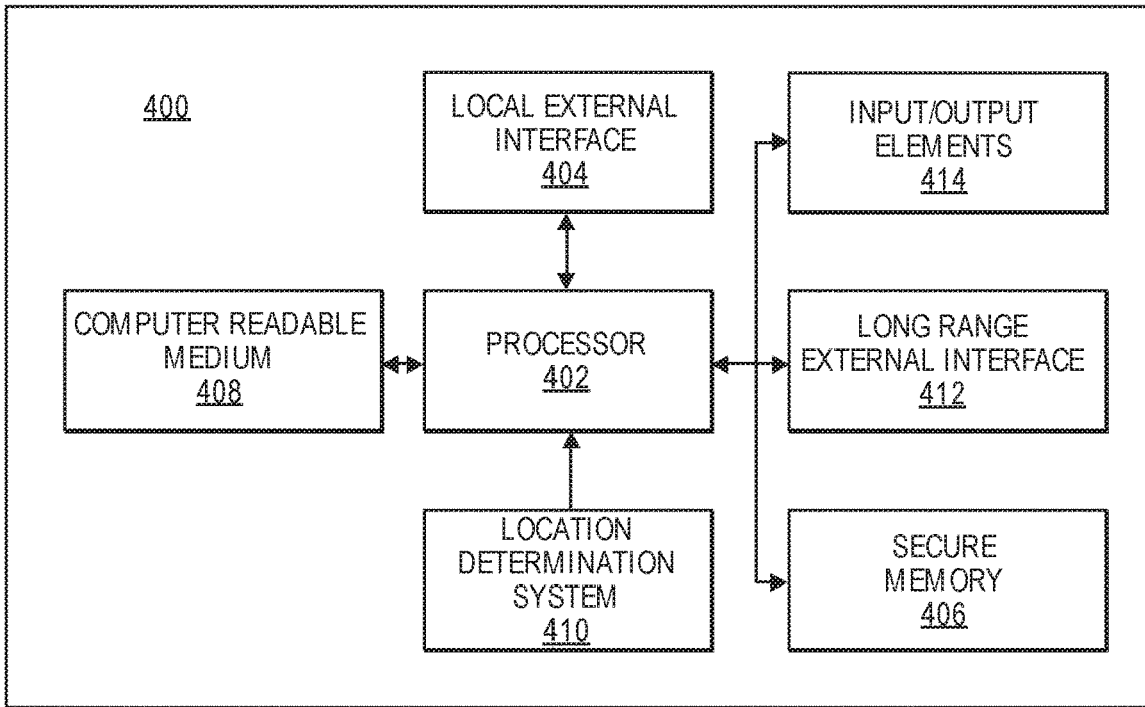 400
LOCAL EXTERNAL
INTERFACE
404
INPUT/OUTPUT
ELEMENTS
414
COMPUTER READABLE
MEDIUM
408
PROCESSOR
402
LONG RANGE
EXTERNAL INTERFACE
412
LOCATION
DETERMINATION
SYSTEM
410
SECURE
MEMORY
406